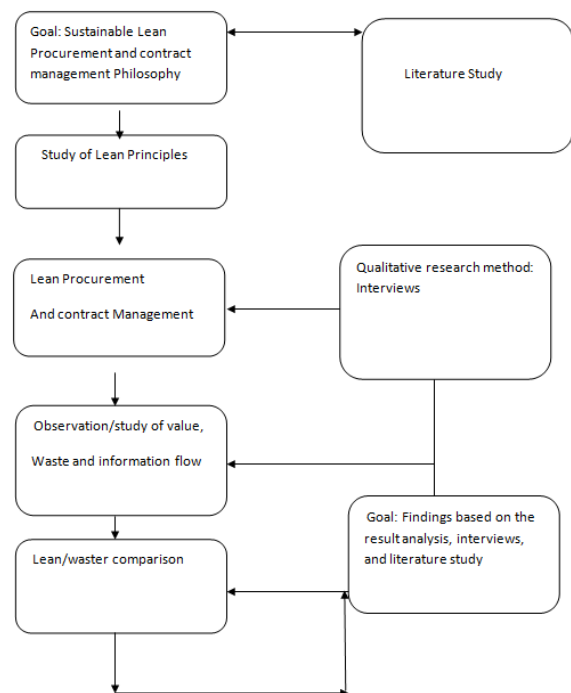 Goal: Sustainable Lean
Procurement and contract
management Philosophy
Literature Study
Study of Lean Principles
Lean Procurement
And contract Management
Qualitative research method:
Interviews
Observation/study of value,
Waste and information flow
Goal: Findings based on the
result analysis, interviews,
and literature study
Lean/waster comparison